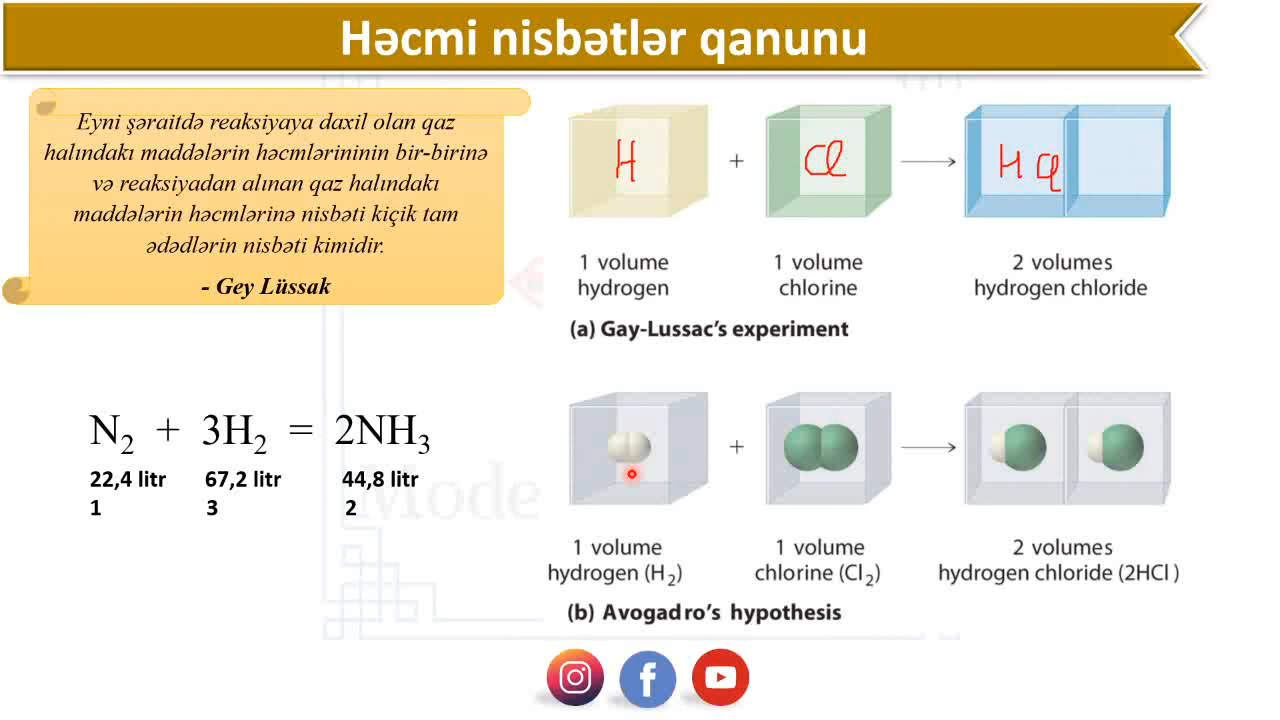 Həcmi nisbətlər qanunu
Eyni şəraitdə reaksiyaya daxil olan qaz
halındakı maddələrin həcmlərininin bir-birinə
və reaksiyadan alınan qaz halındakı
maddələrin həcmlərinə nisbəti kiçik tam
ədədlərin nisbəti kimidir.
- Gey Lüssak
N₂ + 3H₂ = 2NH₃
22,4 litr 67,2 litr 44,8 litr
1 3 2
H + Cl → H Cl
1 volume 1 volume 2 volumes
hydrogen chlorine hydrogen chloride
(a) Gay-Lussac's experiment
+ →
1 volume 1 volume 2 volumes
hydrogen (H₂) chlorine (Cl₂) hydrogen chloride (2HCl)
(b) Avogadro's hypothesis
Mode